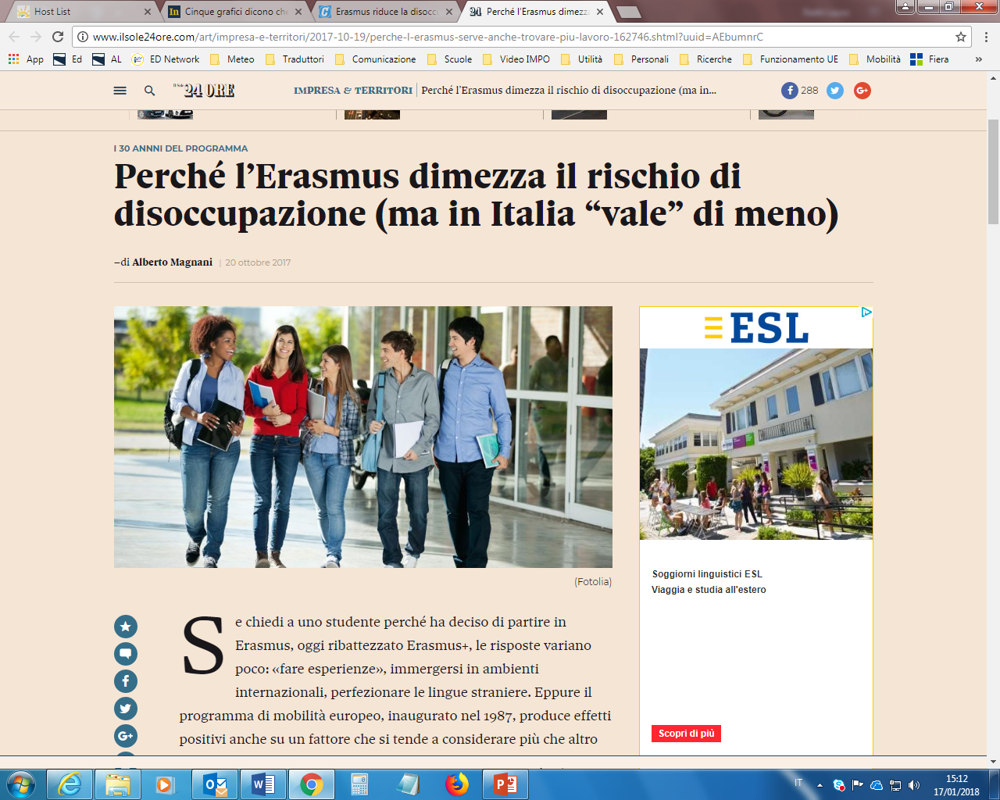 Host List
Cinque grafici dicono che
Erasmus riduce la disocc
Perché l'Erasmus dimezza
www.ilsole24ore.com/art/impresa-e-territori/2017-10-19/perche-l-erasmus-serve-anche-trovare-piu-lavoro-162746.shtml?uuid=AEbumnrC
App Ed AL ED Network Meteo Traduttori Comunicazione Scuole Video IMPO Utilità Personali Ricerche Funzionamento UE Mobilità Fiera »
24 ORE IMPRESA & TERRITORI Perché l'Erasmus dimezza il rischio di disoccupazione (ma in... 288
I 30 ANNNI DEL PROGRAMMA
Perché l'Erasmus dimezza il rischio di
disoccupazione (ma in Italia “vale” di meno)
–di Alberto Magnani | 20 ottobre 2017
ESL
(Fotolia)
Soggiorni linguistici ESL
Viaggia e studia all'estero
Scopri di più
Se chiedi a uno studente perché ha deciso di partire in
Erasmus, oggi ribattezzato Erasmus+, le risposte variano
poco: «fare esperienze», immergersi in ambienti
internazionali, perfezionare le lingue straniere. Eppure il
programma di mobilità europeo, inaugurato nel 1987, produce effetti
positivi anche su un fattore che si tende a considerare più che altro
IT 15:12
17/01/2018